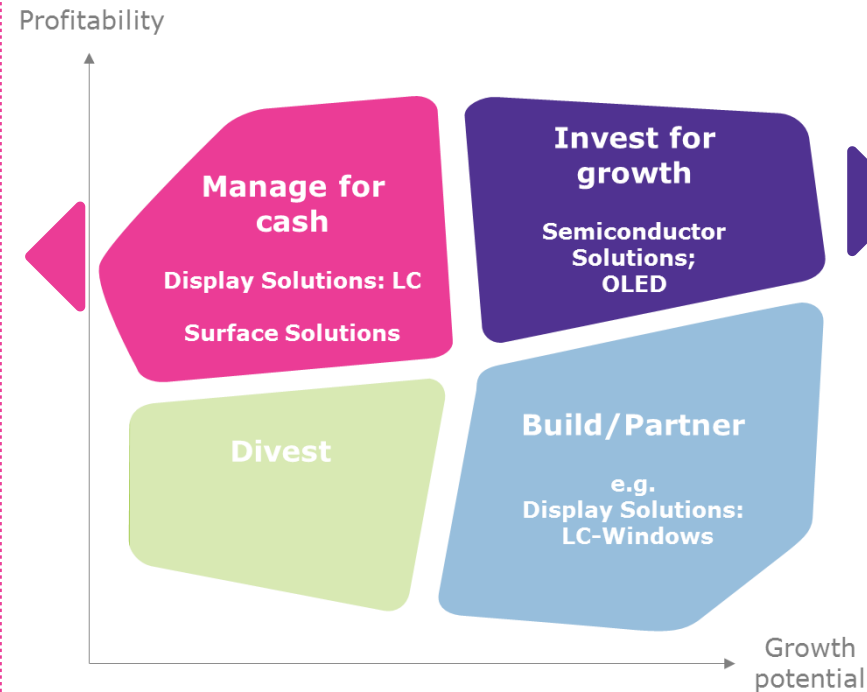 Profitability
Manage for
cash
Display Solutions: LC
Surface Solutions
Invest for
growth
Semiconductor
Solutions;
OLED
Divest
Build/Partner
e.g.
Display Solutions:
LC-Windows
Growth
potential